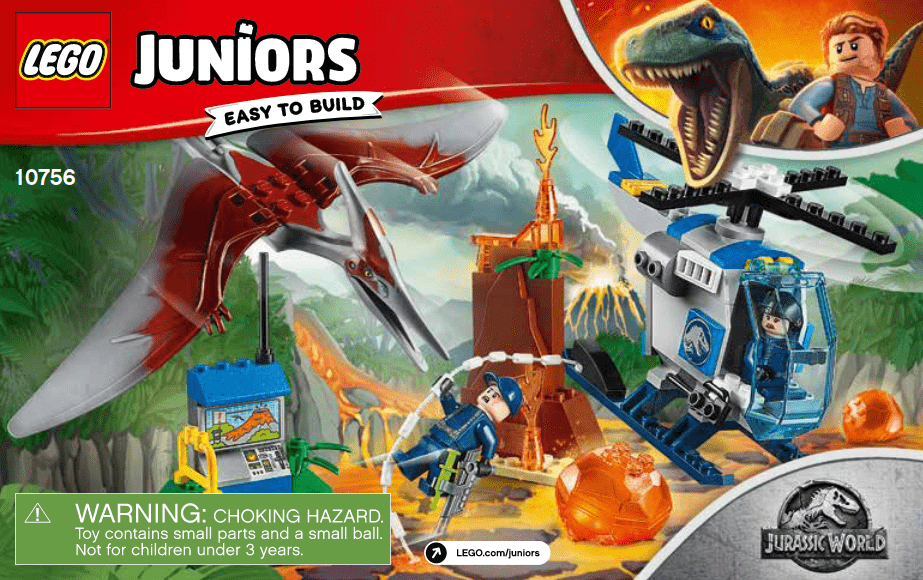 LEGO
JUNIORS
EASY TO BUILD
10756
WARNING: CHOKING HAZARD.
Toy contains small parts and a small ball.
Not for children under 3 years.
LEGO.com/juniors
JURASSIC WORLD